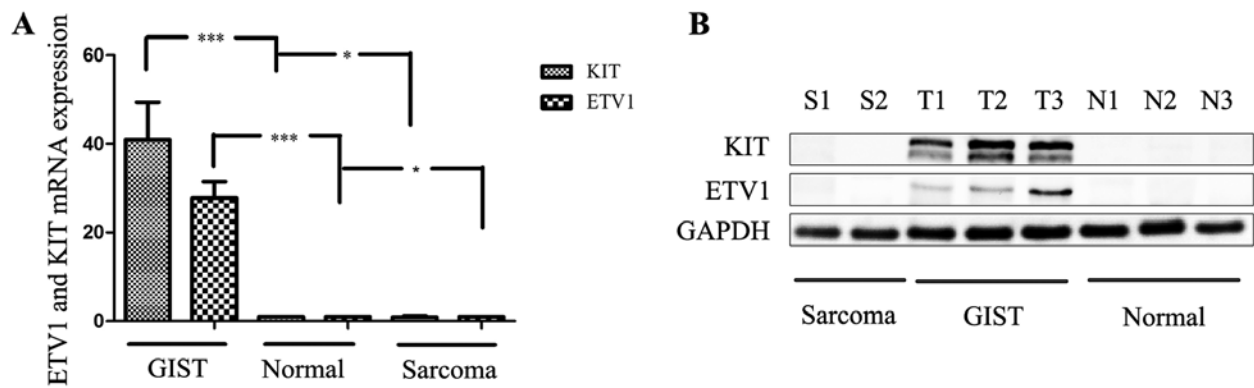 A
ETV1 and KIT mRNA expression
60
40
20
0
***
*
***
*
KIT
ETV1
GIST Normal Sarcoma
B
S1 S2 T1 T2 T3 N1 N2 N3
KIT
ETV1
GAPDH
Sarcoma GIST Normal